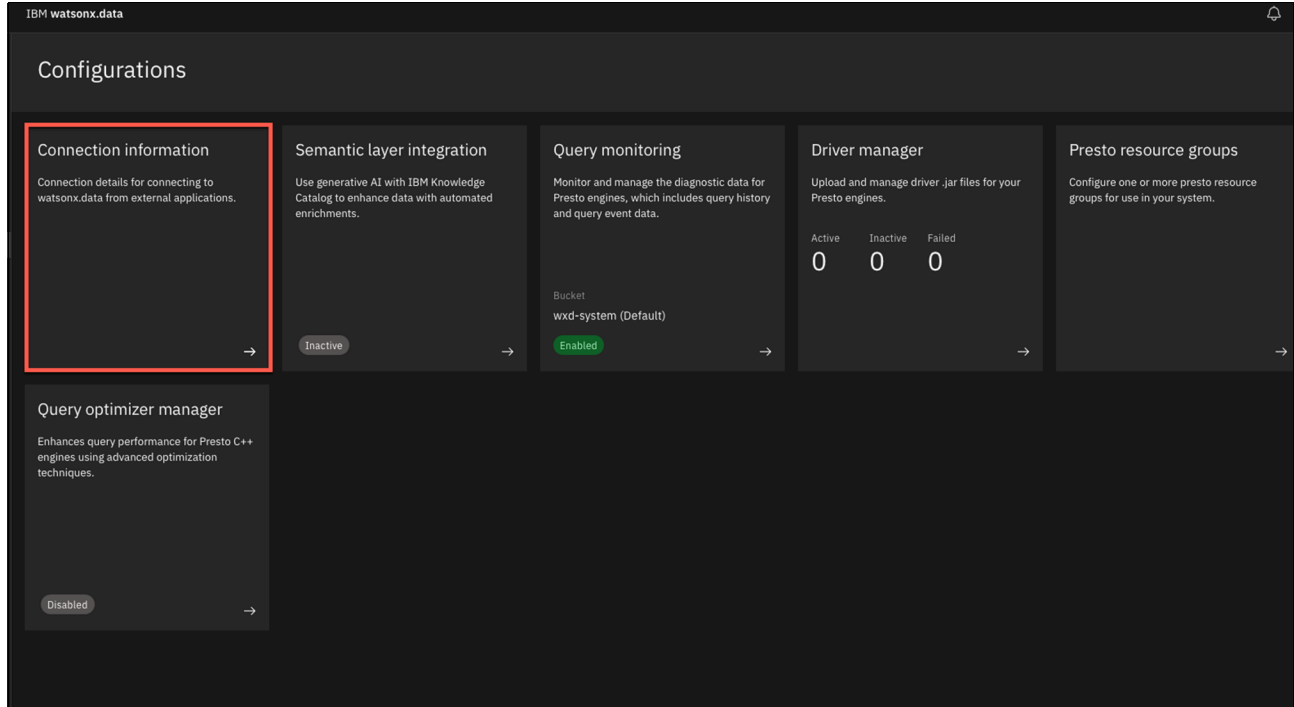 IBM watsonx.data
Configurations
Connection information
Connection details for connecting to
watsonx.data from external applications.
Semantic layer integration
Use generative AI with IBM Knowledge
Catalog to enhance data with automated
enrichments.
Inactive
Query monitoring
Monitor and manage the diagnostic data for
Presto engines, which includes query history
and query event data.
Bucket
wxd-system (Default)
Enabled
Driver manager
Upload and manage driver .jar files for your
Presto engines.
Active Inactive Failed
0 0 0
Presto resource groups
Configure one or more presto resource
groups for use in your system.
Query optimizer manager
Enhances query performance for Presto C++
engines using advanced optimization
techniques.
Disabled